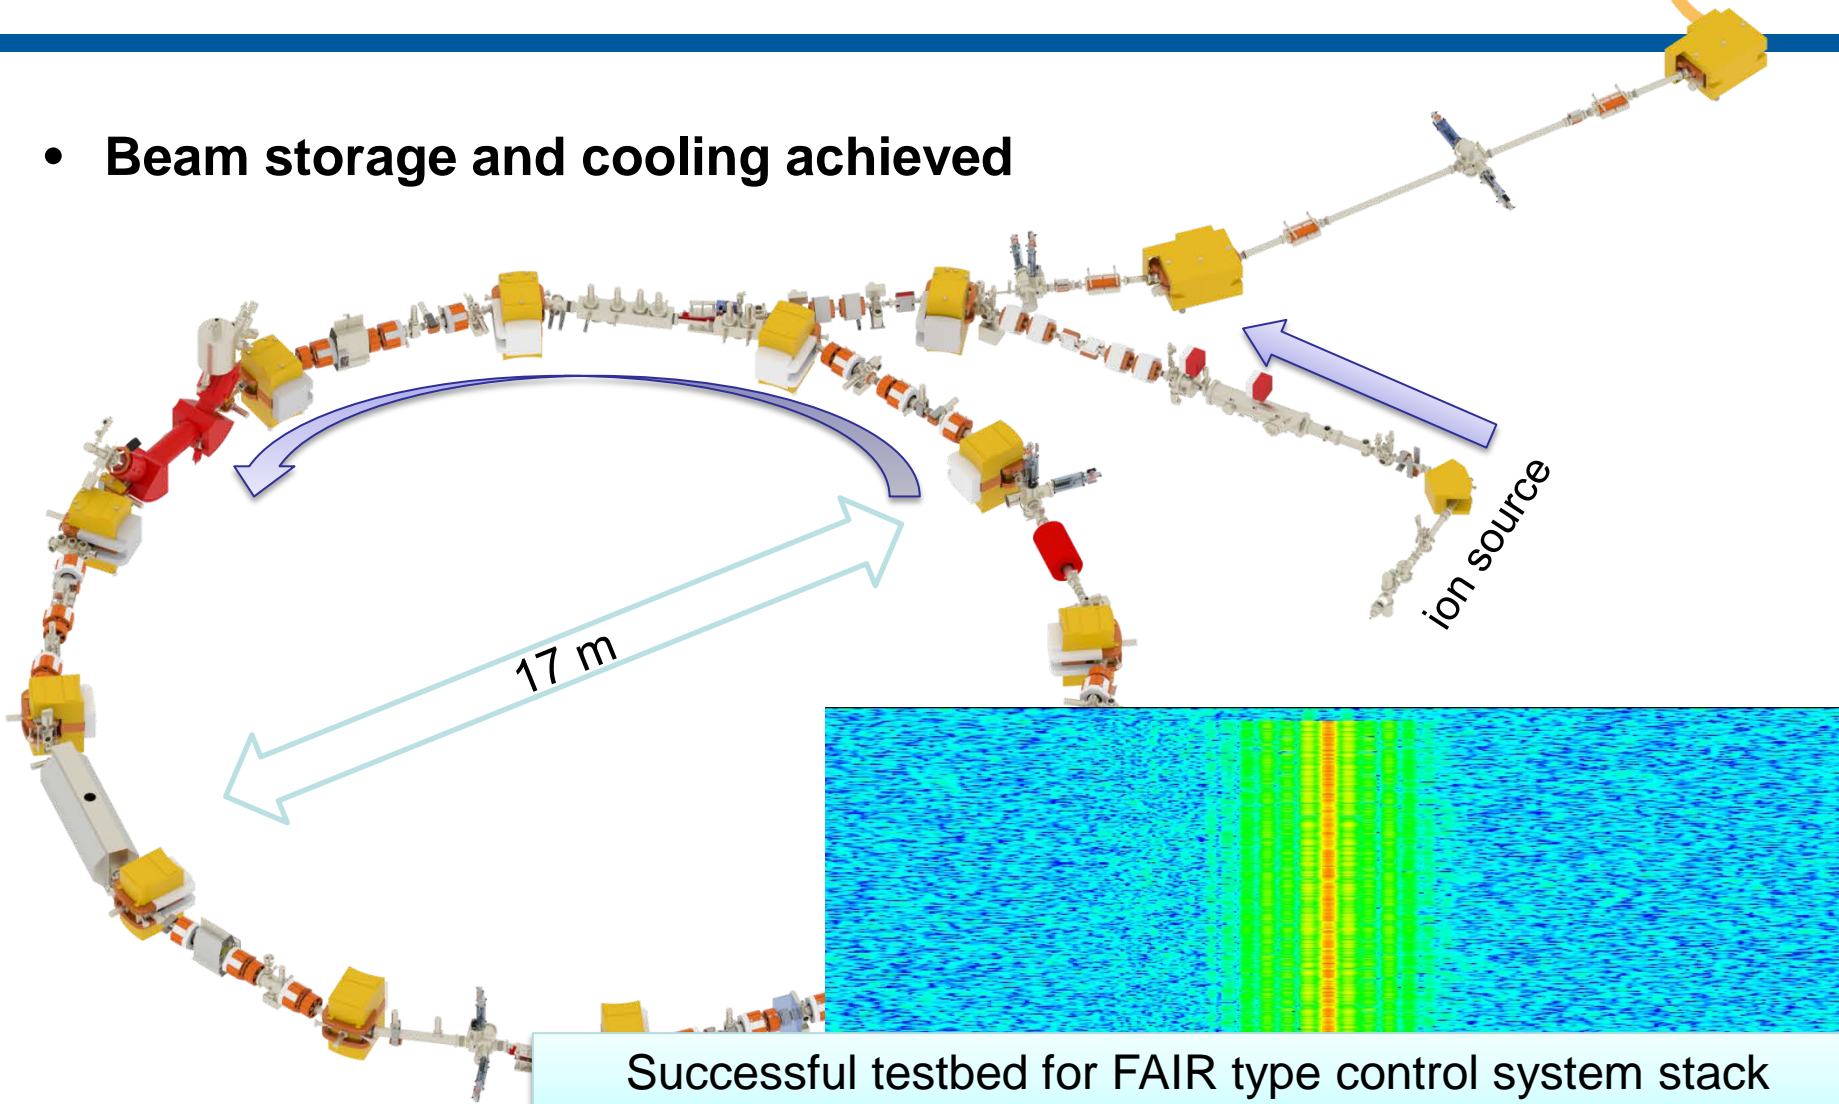 • Beam storage and cooling achieved
ion source
17 m
Successful testbed for FAIR type control system stack